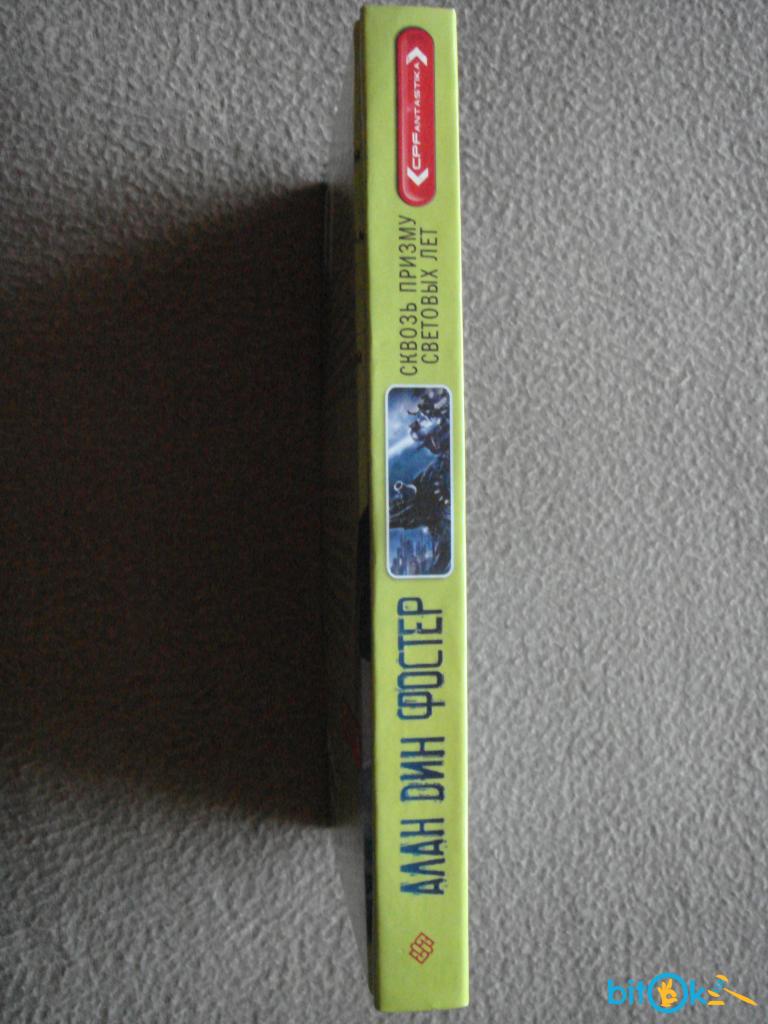 АЛАН ДИН ФОСТЕР
СКВОЗЬ ПРИЗМУ
СВЕТОВЫХ ЛЕТ
CPFANTASTIKA
bitOk